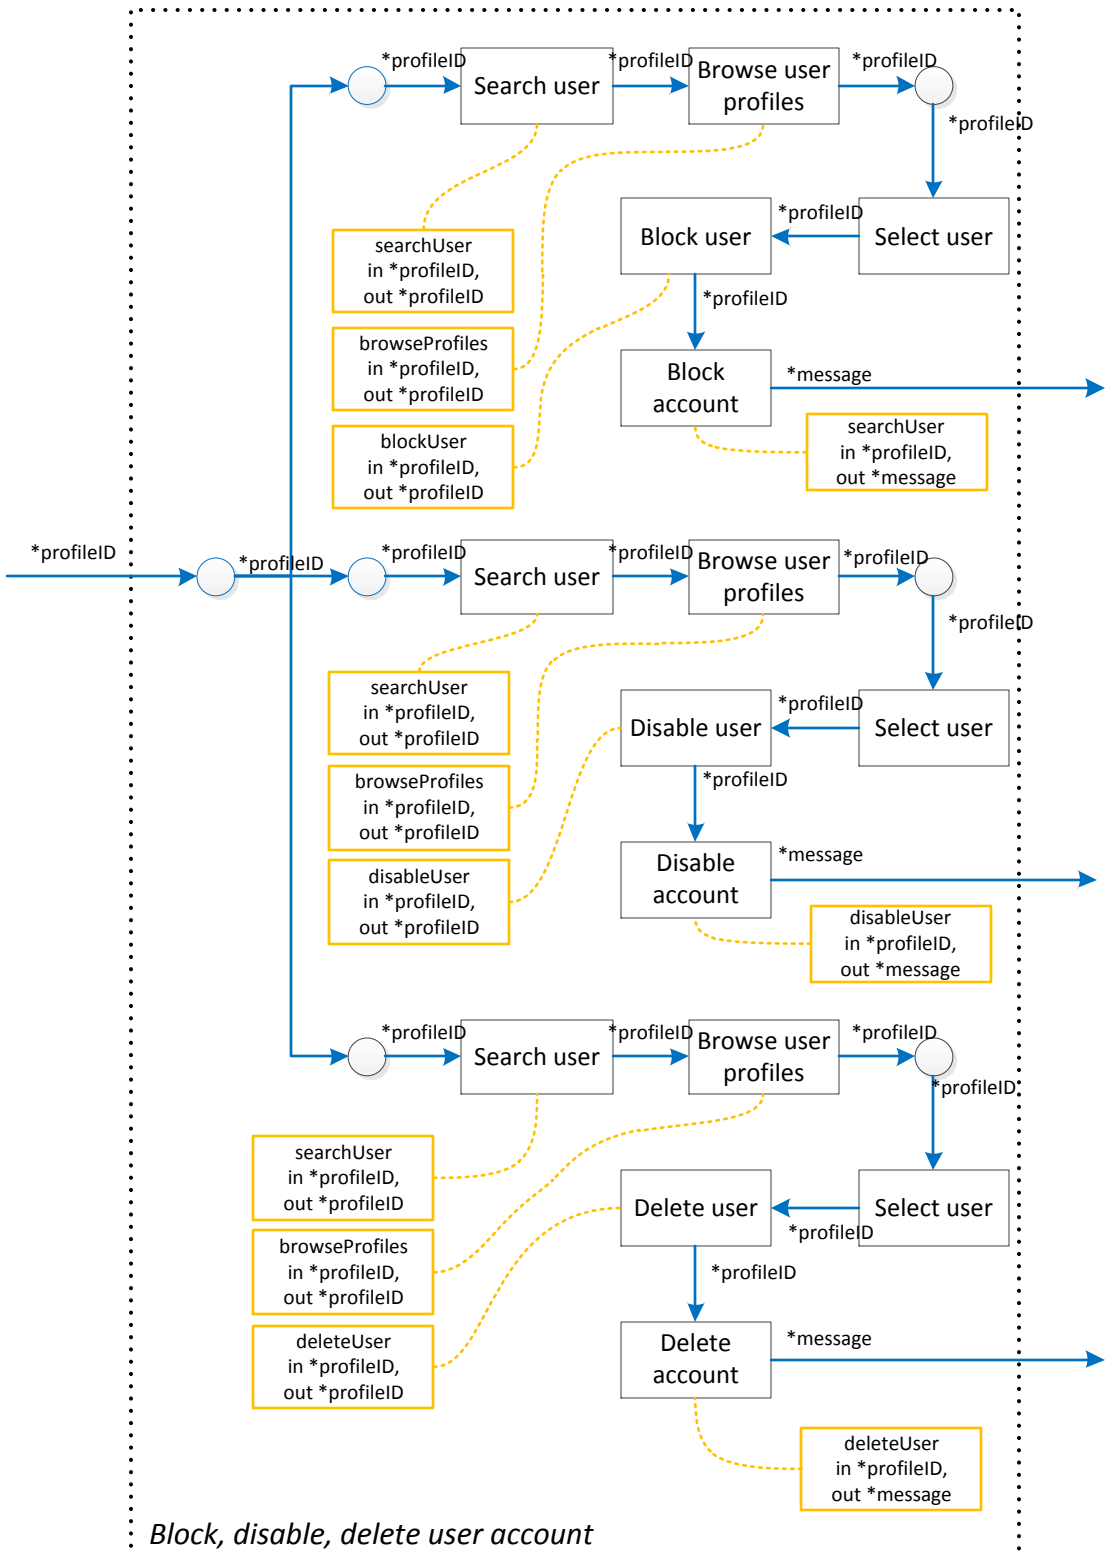 *profileID
*profileID
*profileID
Search user
*profileID
Browse user
profiles
*profileID
*profileID
Select user
*profileID
Block user
*profileID
Block
account
*message
searchUser
in *profileID,
out *profileID
browseProfiles
in *profileID,
out *profileID
blockUser
in *profileID,
out *profileID
searchUser
in *profileID,
out *message
*profileID
Search user
*profileID
Browse user
profiles
*profileID
*profileID
Select user
*profileID
Disable user
*profileID
Disable
account
*message
searchUser
in *profileID,
out *profileID
browseProfiles
in *profileID,
out *profileID
disableUser
in *profileID,
out *profileID
disableUser
in *profileID,
out *message
*profileID
Search user
*profileID
Browse user
profiles
*profileID
*profileID
Select user
*profileID
Delete user
*profileID
Delete
account
*message
searchUser
in *profileID,
out *profileID
browseProfiles
in *profileID,
out *profileID
deleteUser
in *profileID,
out *profileID
deleteUser
in *profileID,
out *message
Block, disable, delete user account